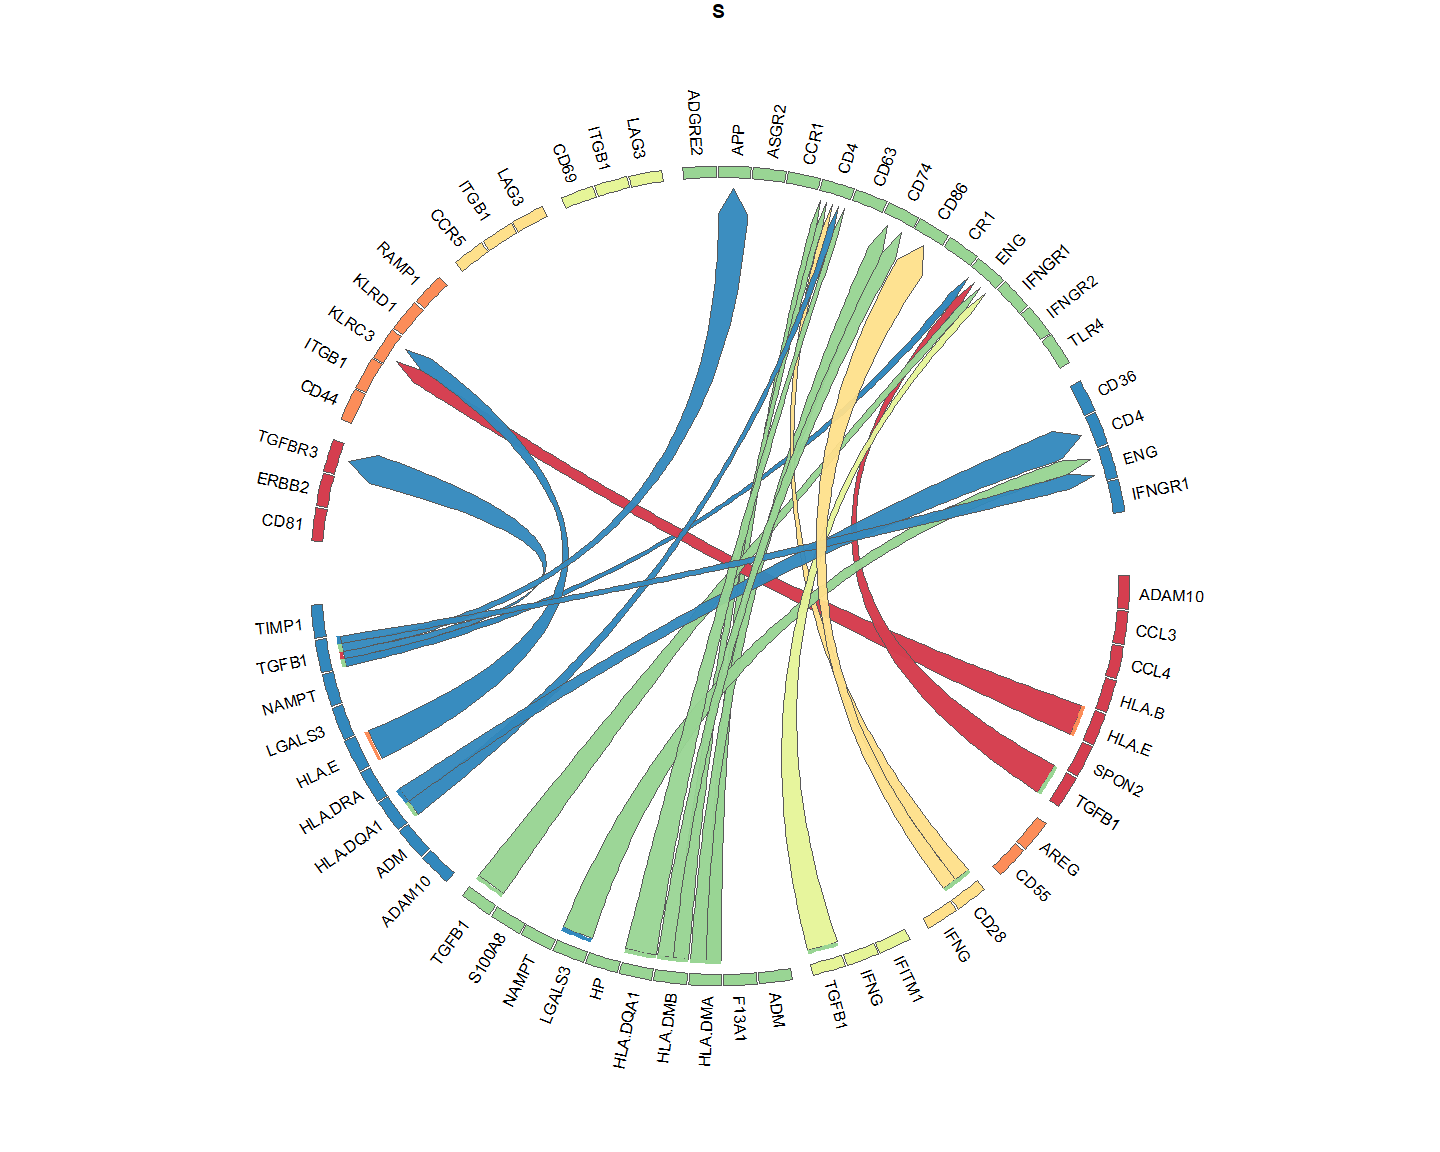 S
ADGRE2
APP
ASGR2
CCR1
CD4
CD63
CD74
CD86
CR1
ENG
IFNGR1
IFNGR2
TLR4
CD36
CD4
ENG
IFNGR1
ADAM10
CCL3
CCL4
HLA.B
HLA.E
SPON2
TGFB1
AREG
CD55
CD28
IFNG
IFITM1
IFNG
TGFB1
ADM
F13A1
HLA.DMA
HLA.DMB
HLA.DQA1
HP
LGALS3
NAMPT
S100A8
TGFB1
ADAM10
ADM
HLA.DQA1
HLA.DRA
HLA.E
LGALS3
NAMPT
TGFB1
TIMP1
CD81
ERBB2
TGFBR3
CD44
ITGB1
KLRC3
KLRD1
RAMP1
CCR5
ITGB1
LAG3
CD69
ITGB1
LAG3